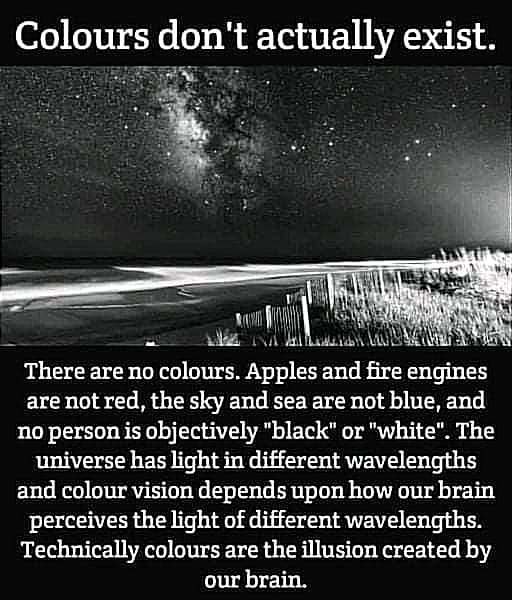 Colours don't actually exist.
There are no colours. Apples and fire engines
are not red, the sky and sea are not blue, and
no person is objectively "black" or "white". The
universe has light in different wavelengths
and colour vision depends upon how our brain
perceives the light of different wavelengths.
Technically colours are the illusion created by
our brain.